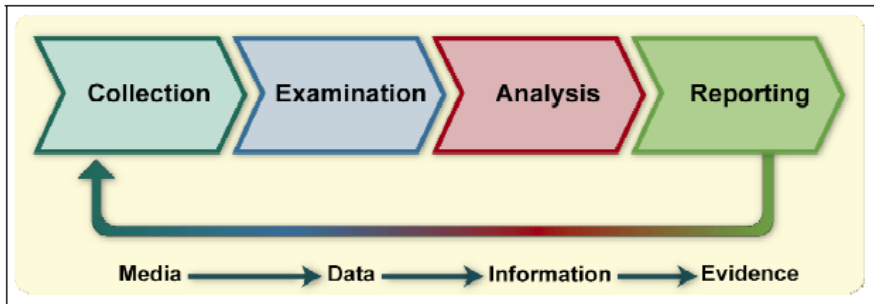 Collection Examination Analysis Reporting
Media Data Information Evidence